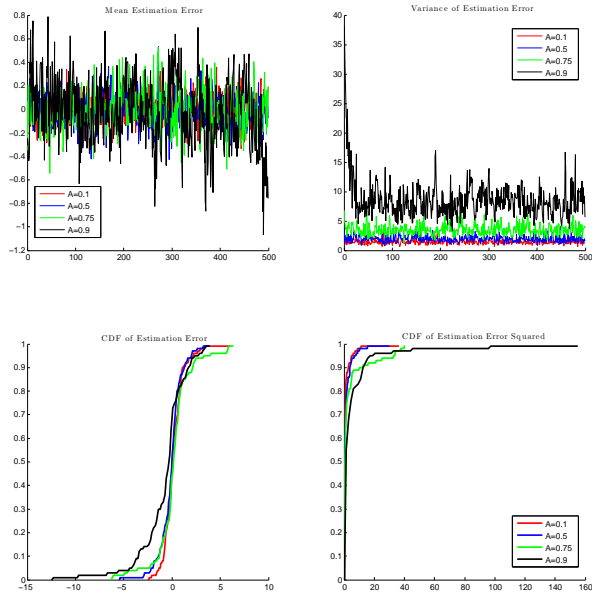 Mean Estimation Error
0.8
0.6
0.4
0.2
0
−0.2
−0.4
−0.6
−0.8
−1
−1.2
A=0.1
A=0.5
A=0.75
A=0.9
0 100 200 300 400 500
Variance of Estimation Error
40
35
30
25
20
15
10
5
0
A=0.1
A=0.5
A=0.75
A=0.9
0 100 200 300 400 500
CDF of Estimation Error
1
0.9
0.8
0.7
0.6
0.5
0.4
0.3
0.2
0.1
0
−15 −10 −5 0 5 10
CDF of Estimation Error Squared
1
0.9
0.8
0.7
0.6
0.5
0.4
0.3
0.2
0.1
0
A=0.1
A=0.5
A=0.75
A=0.9
0 20 40 60 80 100 120 140 160